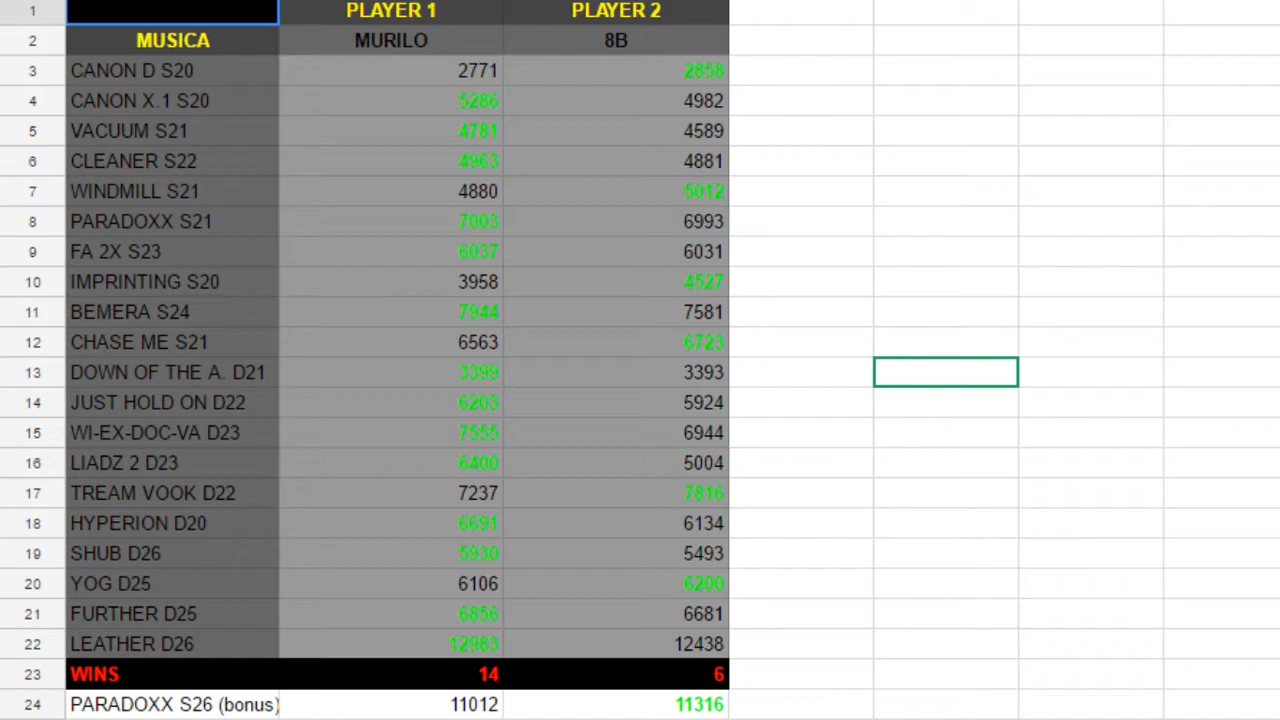 1 PLAYER 1 PLAYER 2
2 MUSICA MURILO 8B
3 CANON D S20 2771 2858
4 CANON X.1 S20 5286 4982
5 VACUUM S21 4781 4589
6 CLEANER S22 4963 4881
7 WINDMILL S21 4880 5012
8 PARADOXX S21 7003 6993
9 FA 2X S23 6037 6031
10 IMPRINTING S20 3958 4527
11 BEMERA S24 7944 7581
12 CHASE ME S21 6563 6723
13 DOWN OF THE A. D21 3399 3393
14 JUST HOLD ON D22 6203 5924
15 WI-EX-DOC-VA D23 7555 6944
16 LIADZ 2 D23 6400 5004
17 TREAM VOOK D22 7237 7816
18 HYPERION D20 6691 6134
19 SHUB D26 5930 5493
20 YOG D25 6106 6200
21 FURTHER D25 6856 6681
22 LEATHER D26 12983 12438
23 WINS 14 6
24 PARADOXX S26 (bonus) 11012 11316